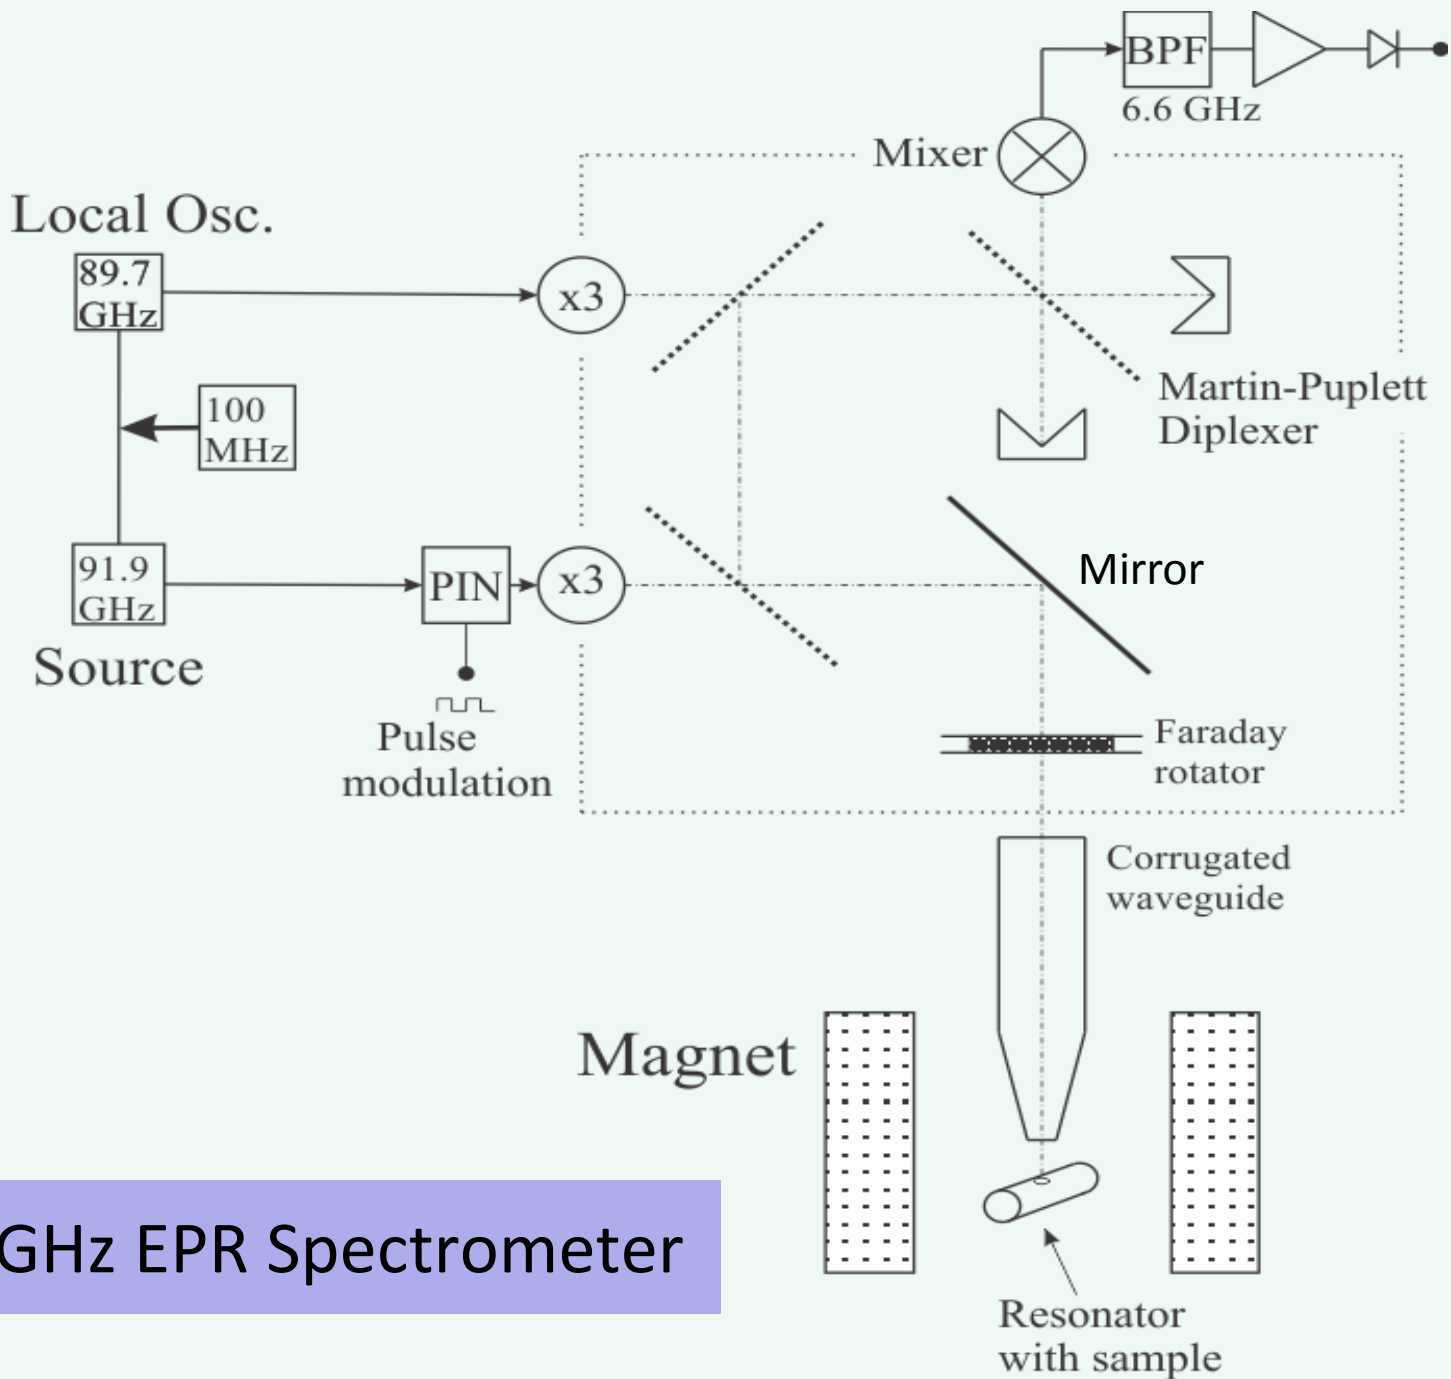 BPF
6.6 GHz
Mixer
Local Osc.
89.7
GHz
x3
Martin-Puplett
Diplexer
100
MHz
91.9
GHz
PIN
x3
Mirror
Source
Pulse
modulation
Faraday
rotator
Corrugated
waveguide
Magnet
GHz EPR Spectrometer
Resonator
with sample